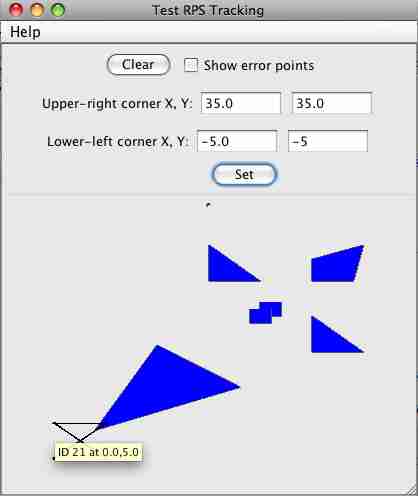 Test RPS Tracking
Help
Clear Show error points
Upper-right corner X, Y: 35.0 35.0
Lower-left corner X, Y: -5.0 -5
Set
ID 21 at 0.0,5.0